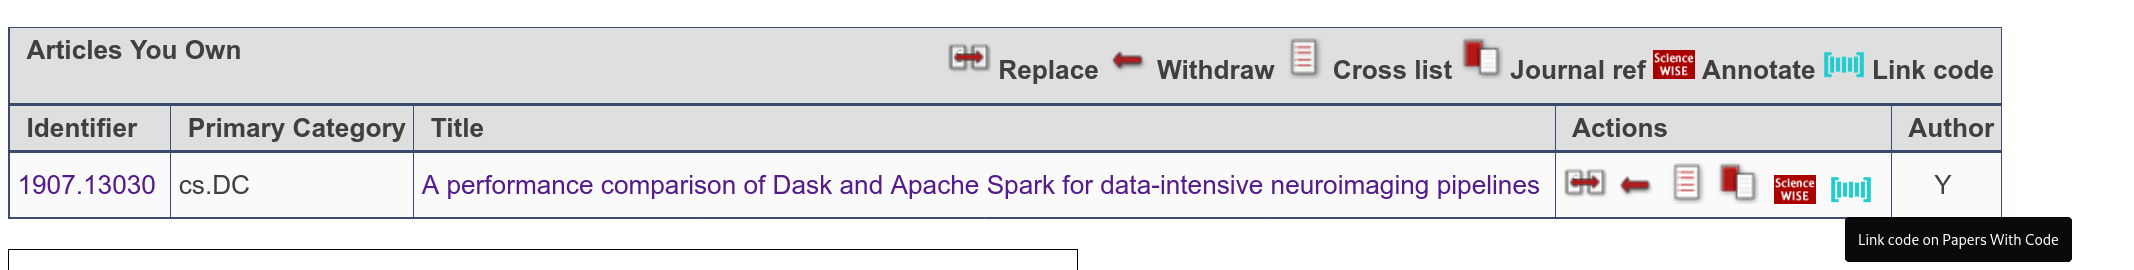 Articles You Own
Replace Withdraw Cross list Journal ref Science WISE Annotate Link code
Identifier Primary Category Title Actions Author
1907.13030 cs.DC A performance comparison of Dask and Apache Spark for data-intensive neuroimaging pipelines Science WISE Y
Link code on Papers With Code